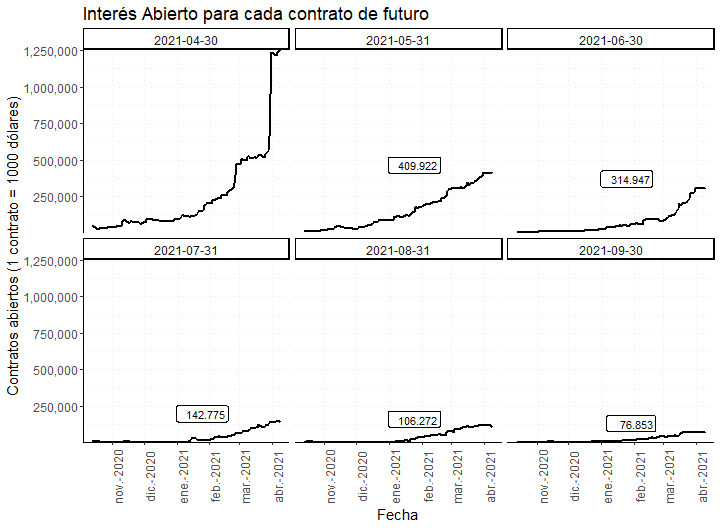 Interés Abierto para cada contrato de futuro
Contratos abiertos (1 contrato = 1000 dólares)
2021-04-30
2021-05-31
2021-06-30
1,250,000
1,000,000
750,000
500,000
250,000
409.922
314.947
2021-07-31
2021-08-31
2021-09-30
1,250,000
1,000,000
750,000
500,000
250,000
142.775
106.272
76.853
nov.-2020
dic.-2020
ene.-2021
feb.-2021
mar.-2021
abr.-2021
nov.-2020
dic.-2020
ene.-2021
feb.-2021
mar.-2021
abr.-2021
nov.-2020
dic.-2020
ene.-2021
feb.-2021
mar.-2021
abr.-2021
Fecha